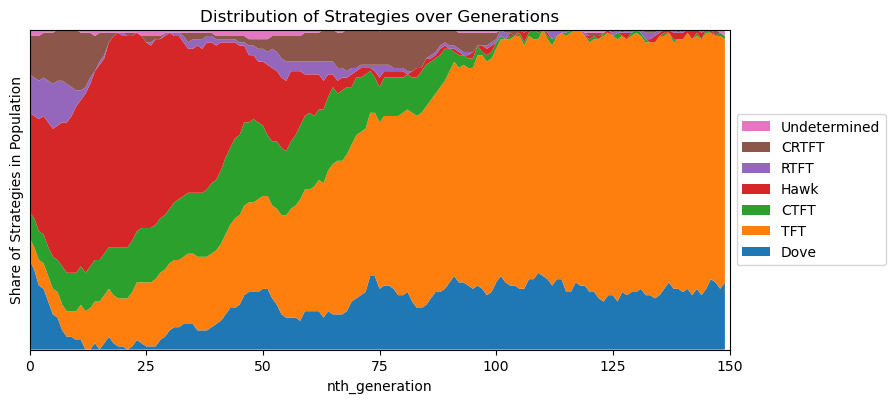 Distribution of Strategies over Generations
Share of Strategies in Population
Undetermined
CRTFT
RTFT
Hawk
CTFT
TFT
Dove
0 25 50 75 100 125 150
nth_generation